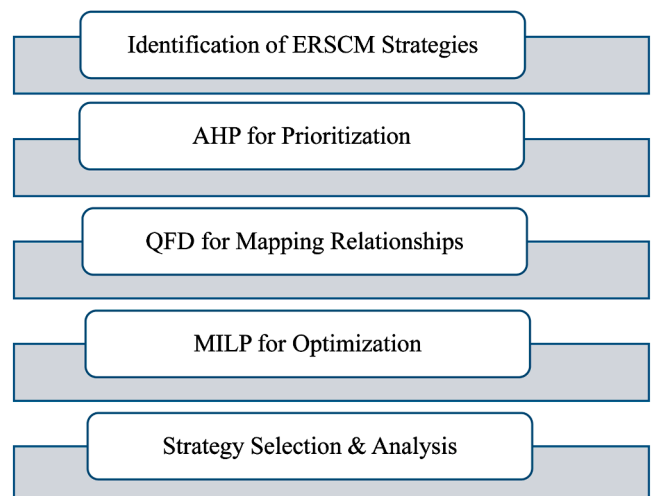 Identification of ERSCM Strategies
AHP for Prioritization
QFD for Mapping Relationships
MILP for Optimization
Strategy Selection & Analysis